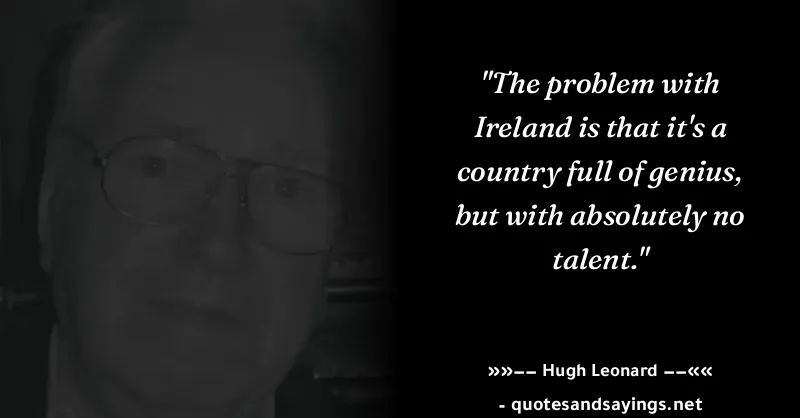 "The problem with
Ireland is that it's a
country full of genius,
but with absolutely no
talent."
»»–– Hugh Leonard ––««
- quotesandsayings.net